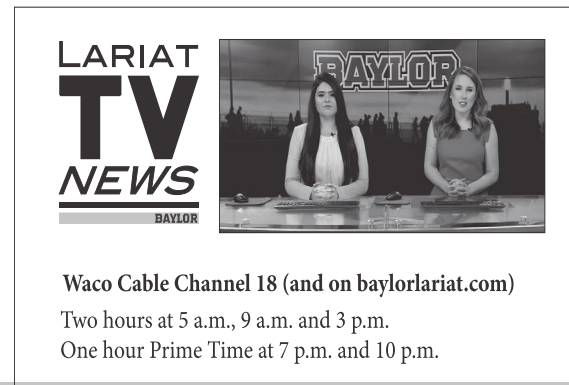 LARIAT
TV
NEWS
BAYLOR
BAYLOR
Waco Cable Channel 18 (and on baylorlariat.com)
Two hours at 5 a.m., 9 a.m. and 3 p.m.
One hour Prime Time at 7 p.m. and 10 p.m.